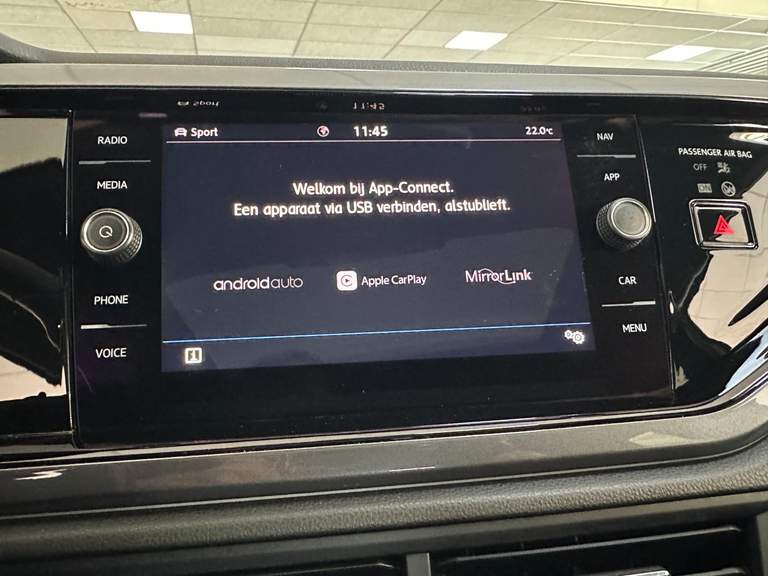 RADIO
MEDIA
PHONE
VOICE
Sport
11:45
22.0°C
Welkom bij App-Connect.
Een apparaat via USB verbinden, alstublieft.
androidauto
Apple CarPlay
MirrorLink
NAV
APP
CAR
MENU
PASSENGER AIR BAG
OFF
ON